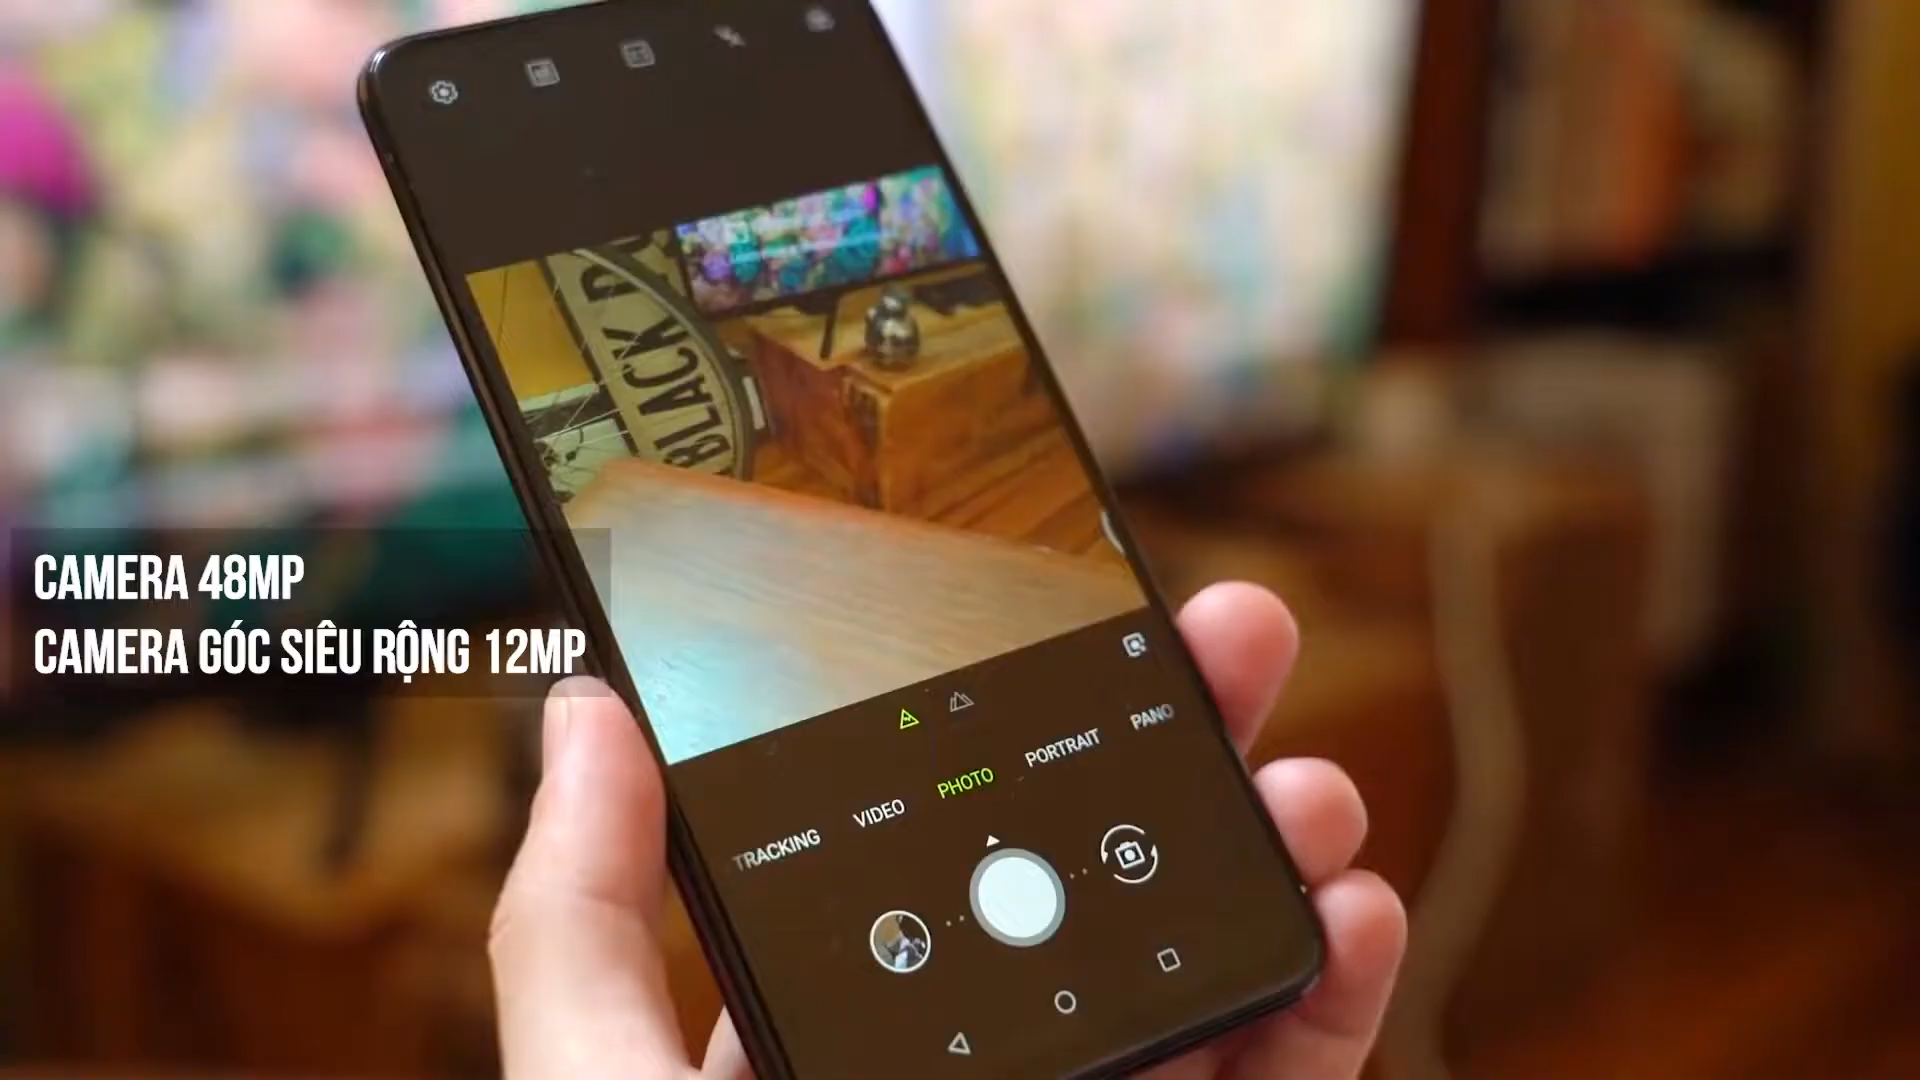 BLACK
CAMERA 48MP
CAMERA GÓC SIÊU RỘNG 12MP
TRACKING
VIDEO
PHOTO
PORTRAIT
PANO